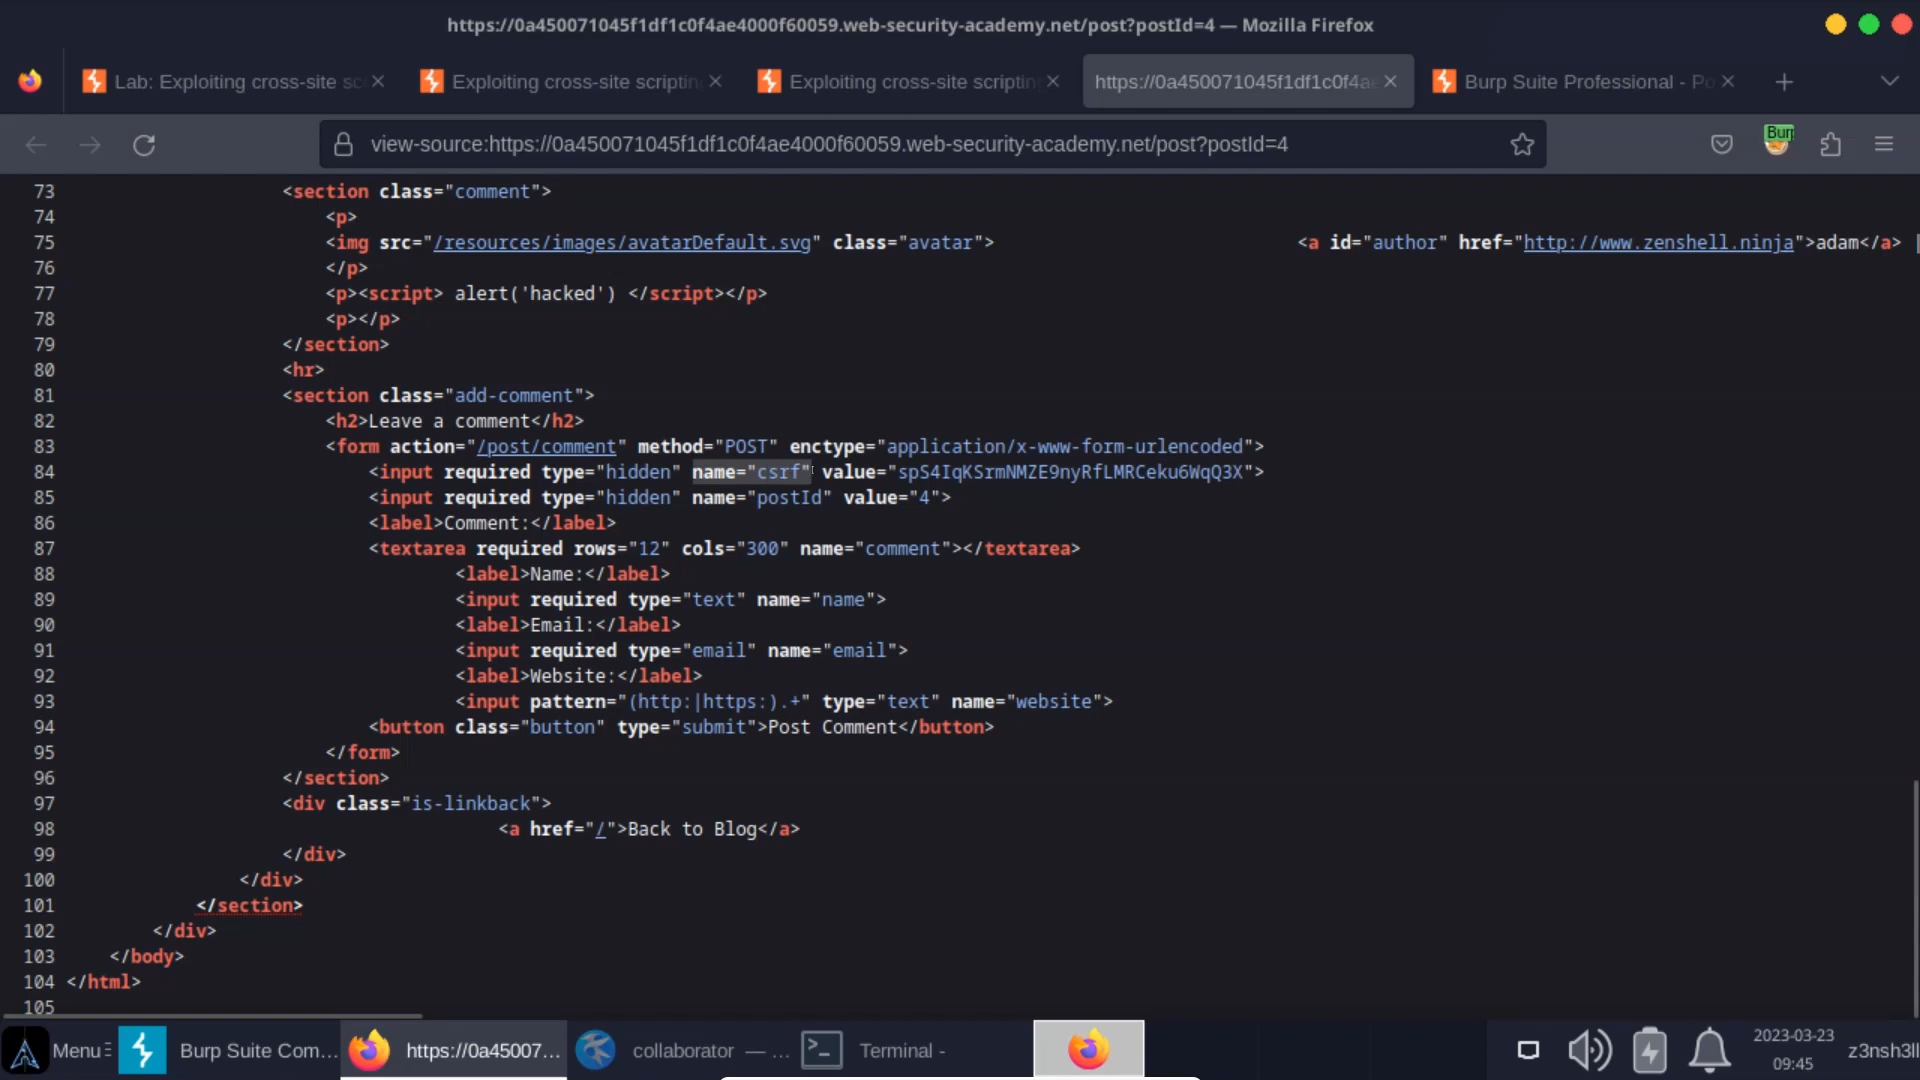 https://0a450071045f1df1c0f4ae4000f60059.web-security-academy.net/post?postId=4 — Mozilla Firefox
Lab: Exploiting cross-site sc
Exploiting cross-site scriptin
Exploiting cross-site scripting
https://0a450071045f1df1c0f4ae
Burp Suite Professional - Po
view-source:https://0a450071045f1df1c0f4ae4000f60059.web-security-academy.net/post?postId=4
Burp
73 <section class="comment">
74 <p>
75 <img src="/resources/images/avatarDefault.svg" class="avatar"> <a id="author" href="http://www.zenshell.ninja">adam</a> |
76 </p>
77 <p><script> alert('hacked') </script></p>
78 <p></p>
79 </section>
80 <hr>
81 <section class="add-comment">
82 <h2>Leave a comment</h2>
83 <form action="/post/comment" method="POST" enctype="application/x-www-form-urlencoded">
84 <input required type="hidden" name="csrf" value="spS4IqKSrmNMZE9nyRfLMRCeku6WqQ3X">
85 <input required type="hidden" name="postId" value="4">
86 <label>Comment:</label>
87 <textarea required rows="12" cols="300" name="comment"></textarea>
88 <label>Name:</label>
89 <input required type="text" name="name">
90 <label>Email:</label>
91 <input required type="email" name="email">
92 <label>Website:</label>
93 <input pattern="(http:|https:).+" type="text" name="website">
94 <button class="button" type="submit">Post Comment</button>
95 </form>
96 </section>
97 <div class="is-linkback">
98 <a href="/">Back to Blog</a>
99 </div>
100 </div>
101 </section>
102 </div>
103 </body>
104 </html>
105
Menu
Burp Suite Com...
https://0a45007...
collaborator — ...
Terminal -
2023-03-23
09:45
z3nsh3ll